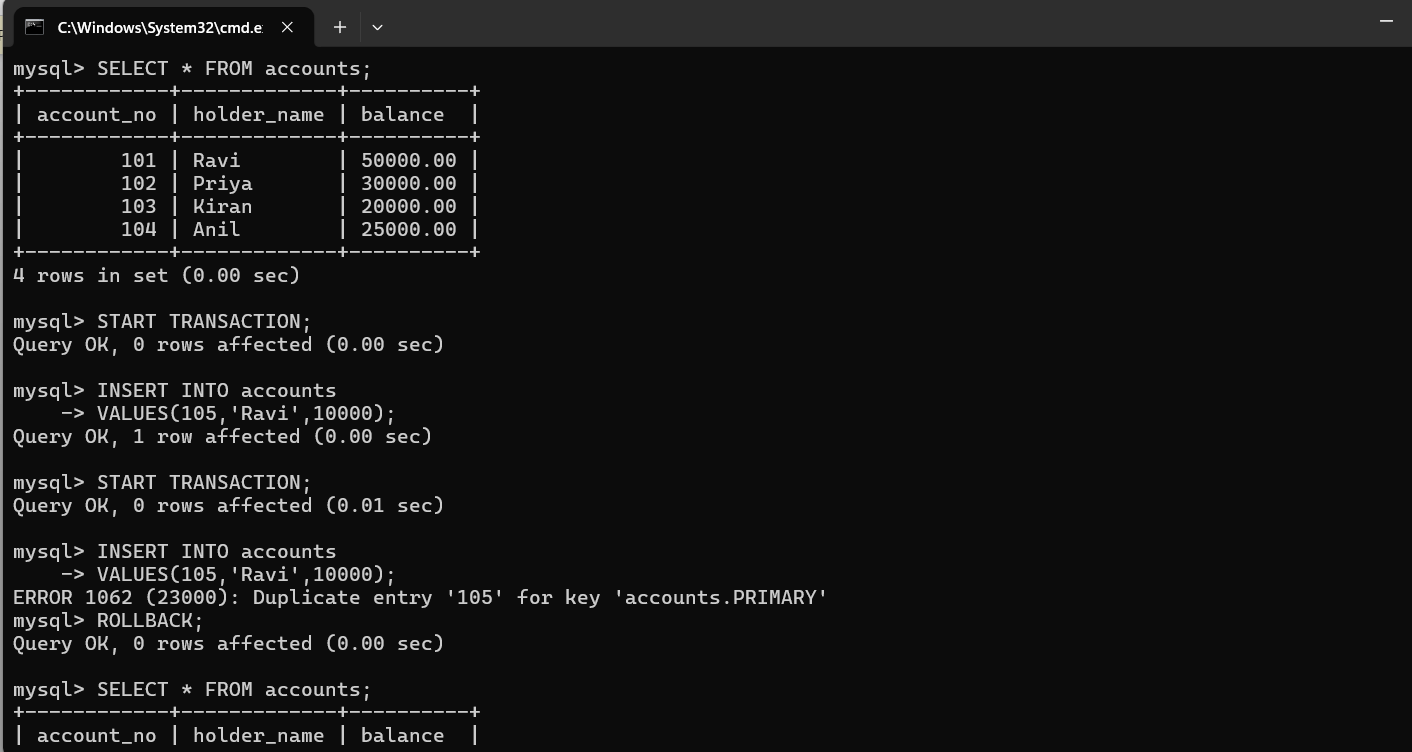 C:\Windows\System32\cmd.e
mysql> SELECT * FROM accounts;
+------------+-------------+----------+
| account_no | holder_name | balance  |
+------------+-------------+----------+
|        101 | Ravi        | 50000.00 |
|        102 | Priya       | 30000.00 |
|        103 | Kiran       | 20000.00 |
|        104 | Anil        | 25000.00 |
+------------+-------------+----------+
4 rows in set (0.00 sec)
mysql> START TRANSACTION;
Query OK, 0 rows affected (0.00 sec)
mysql> INSERT INTO accounts
    -> VALUES(105,'Ravi',10000);
Query OK, 1 row affected (0.00 sec)
mysql> START TRANSACTION;
Query OK, 0 rows affected (0.01 sec)
mysql> INSERT INTO accounts
    -> VALUES(105,'Ravi',10000);
ERROR 1062 (23000): Duplicate entry '105' for key 'accounts.PRIMARY'
mysql> ROLLBACK;
Query OK, 0 rows affected (0.00 sec)
mysql> SELECT * FROM accounts;
+------------+-------------+----------+
| account_no | holder_name | balance  |